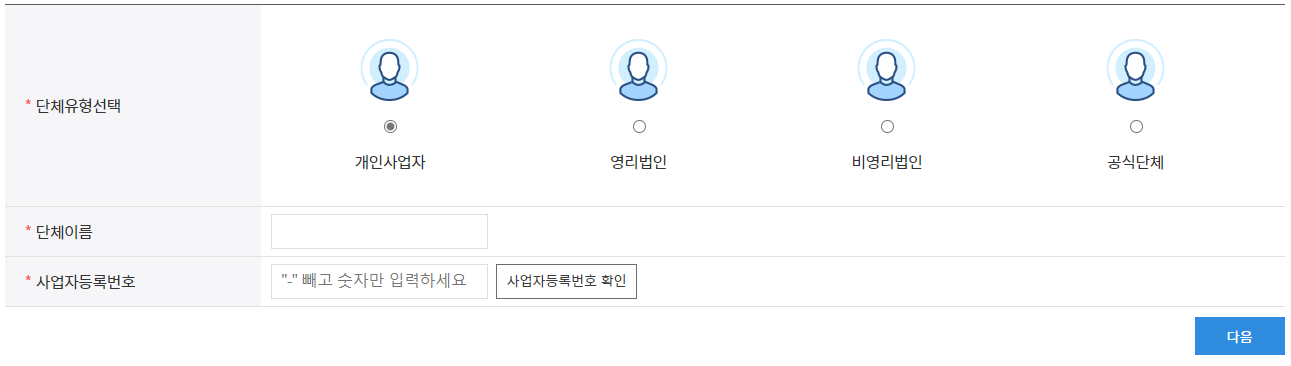 * 단체유형선택
개인사업자
영리법인
비영리법인
공식단체
* 단체이름
* 사업자등록번호
"-" 빼고 숫자만 입력하세요
사업자등록번호 확인
다음